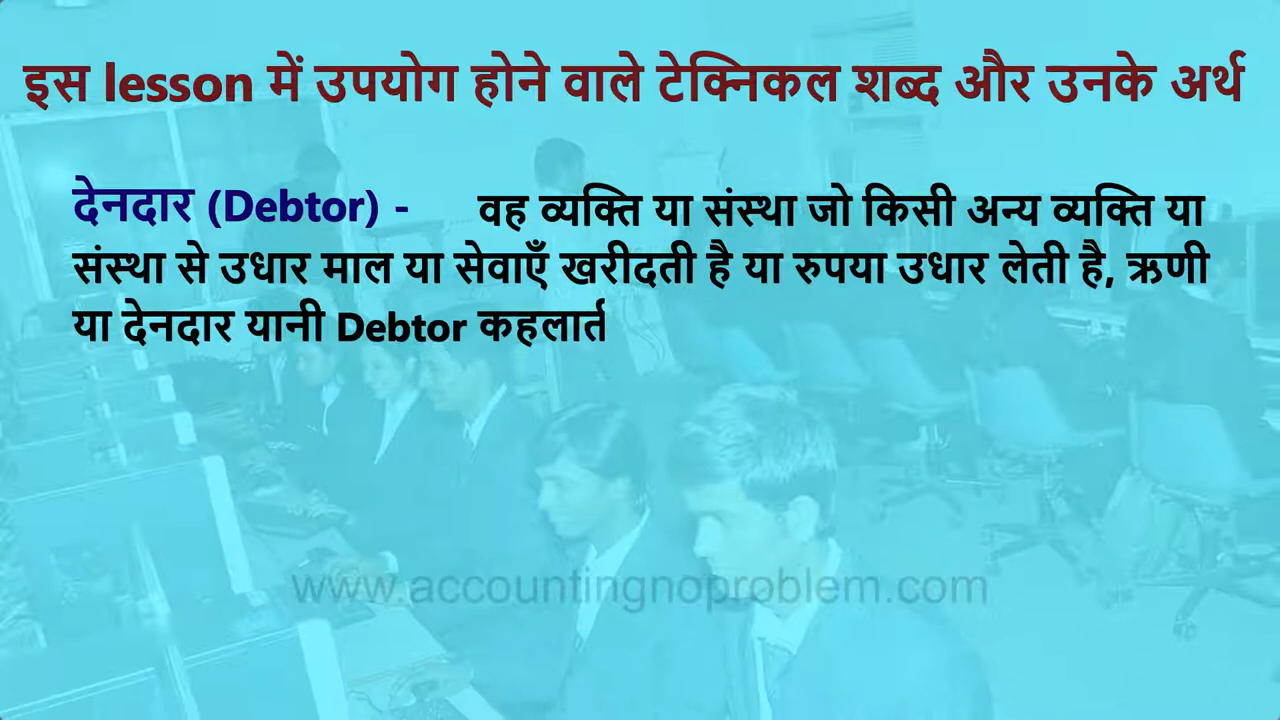 इस lesson में उपयोग होने वाले टेक्निकल शब्द और उनके अर्थ
देनदार (Debtor) - वह व्यक्ति या संस्था जो किसी अन्य व्यक्ति या
संस्था से उधार माल या सेवाएँ खरीदती है या रुपया उधार लेती है, ऋणी
या देनदार यानी Debtor
www.accountingnoproblem.com